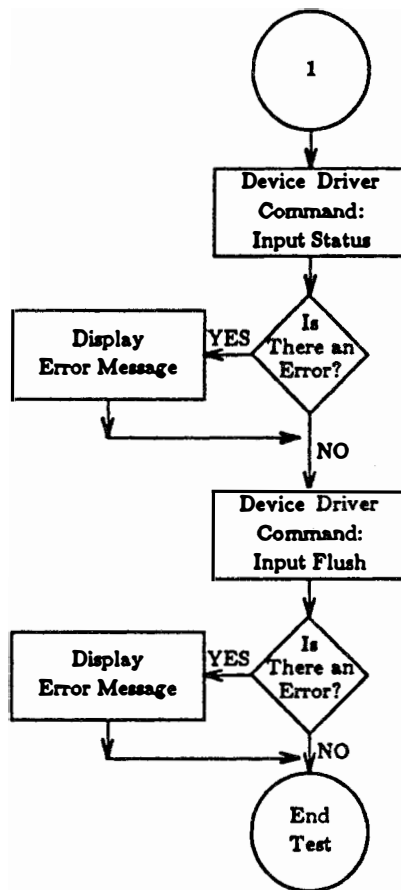 1
Device Driver
Command:
Input Status
Is
There an
Error?
YES
Display
Error Message
NO
Device Driver
Command:
Input Flush
Is
There an
Error?
YES
Display
Error Message
NO
End
Test